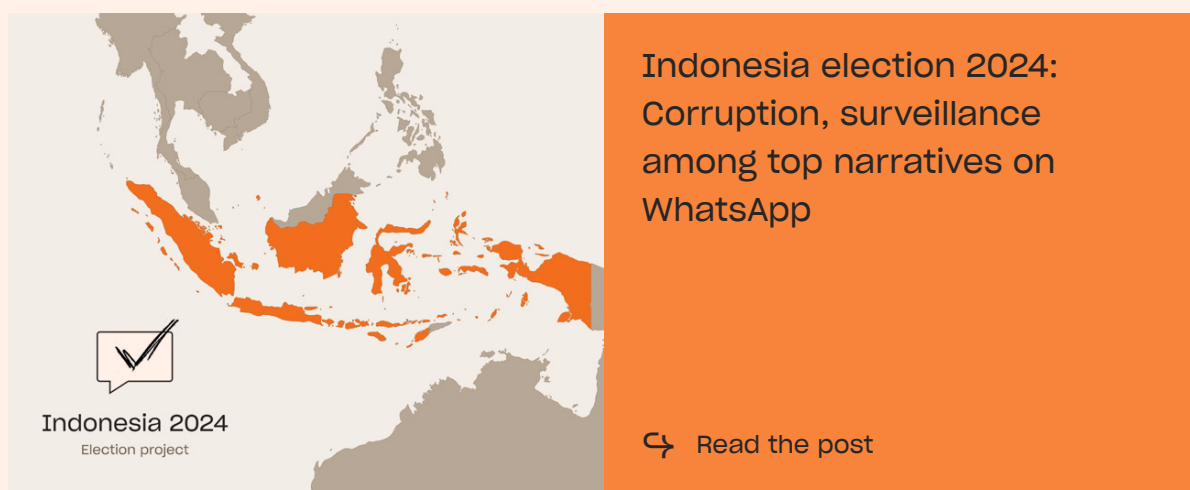 Indonesia 2024
Election project
Indonesia election 2024:
Corruption, surveillance
among top narratives on
WhatsApp
Read the post